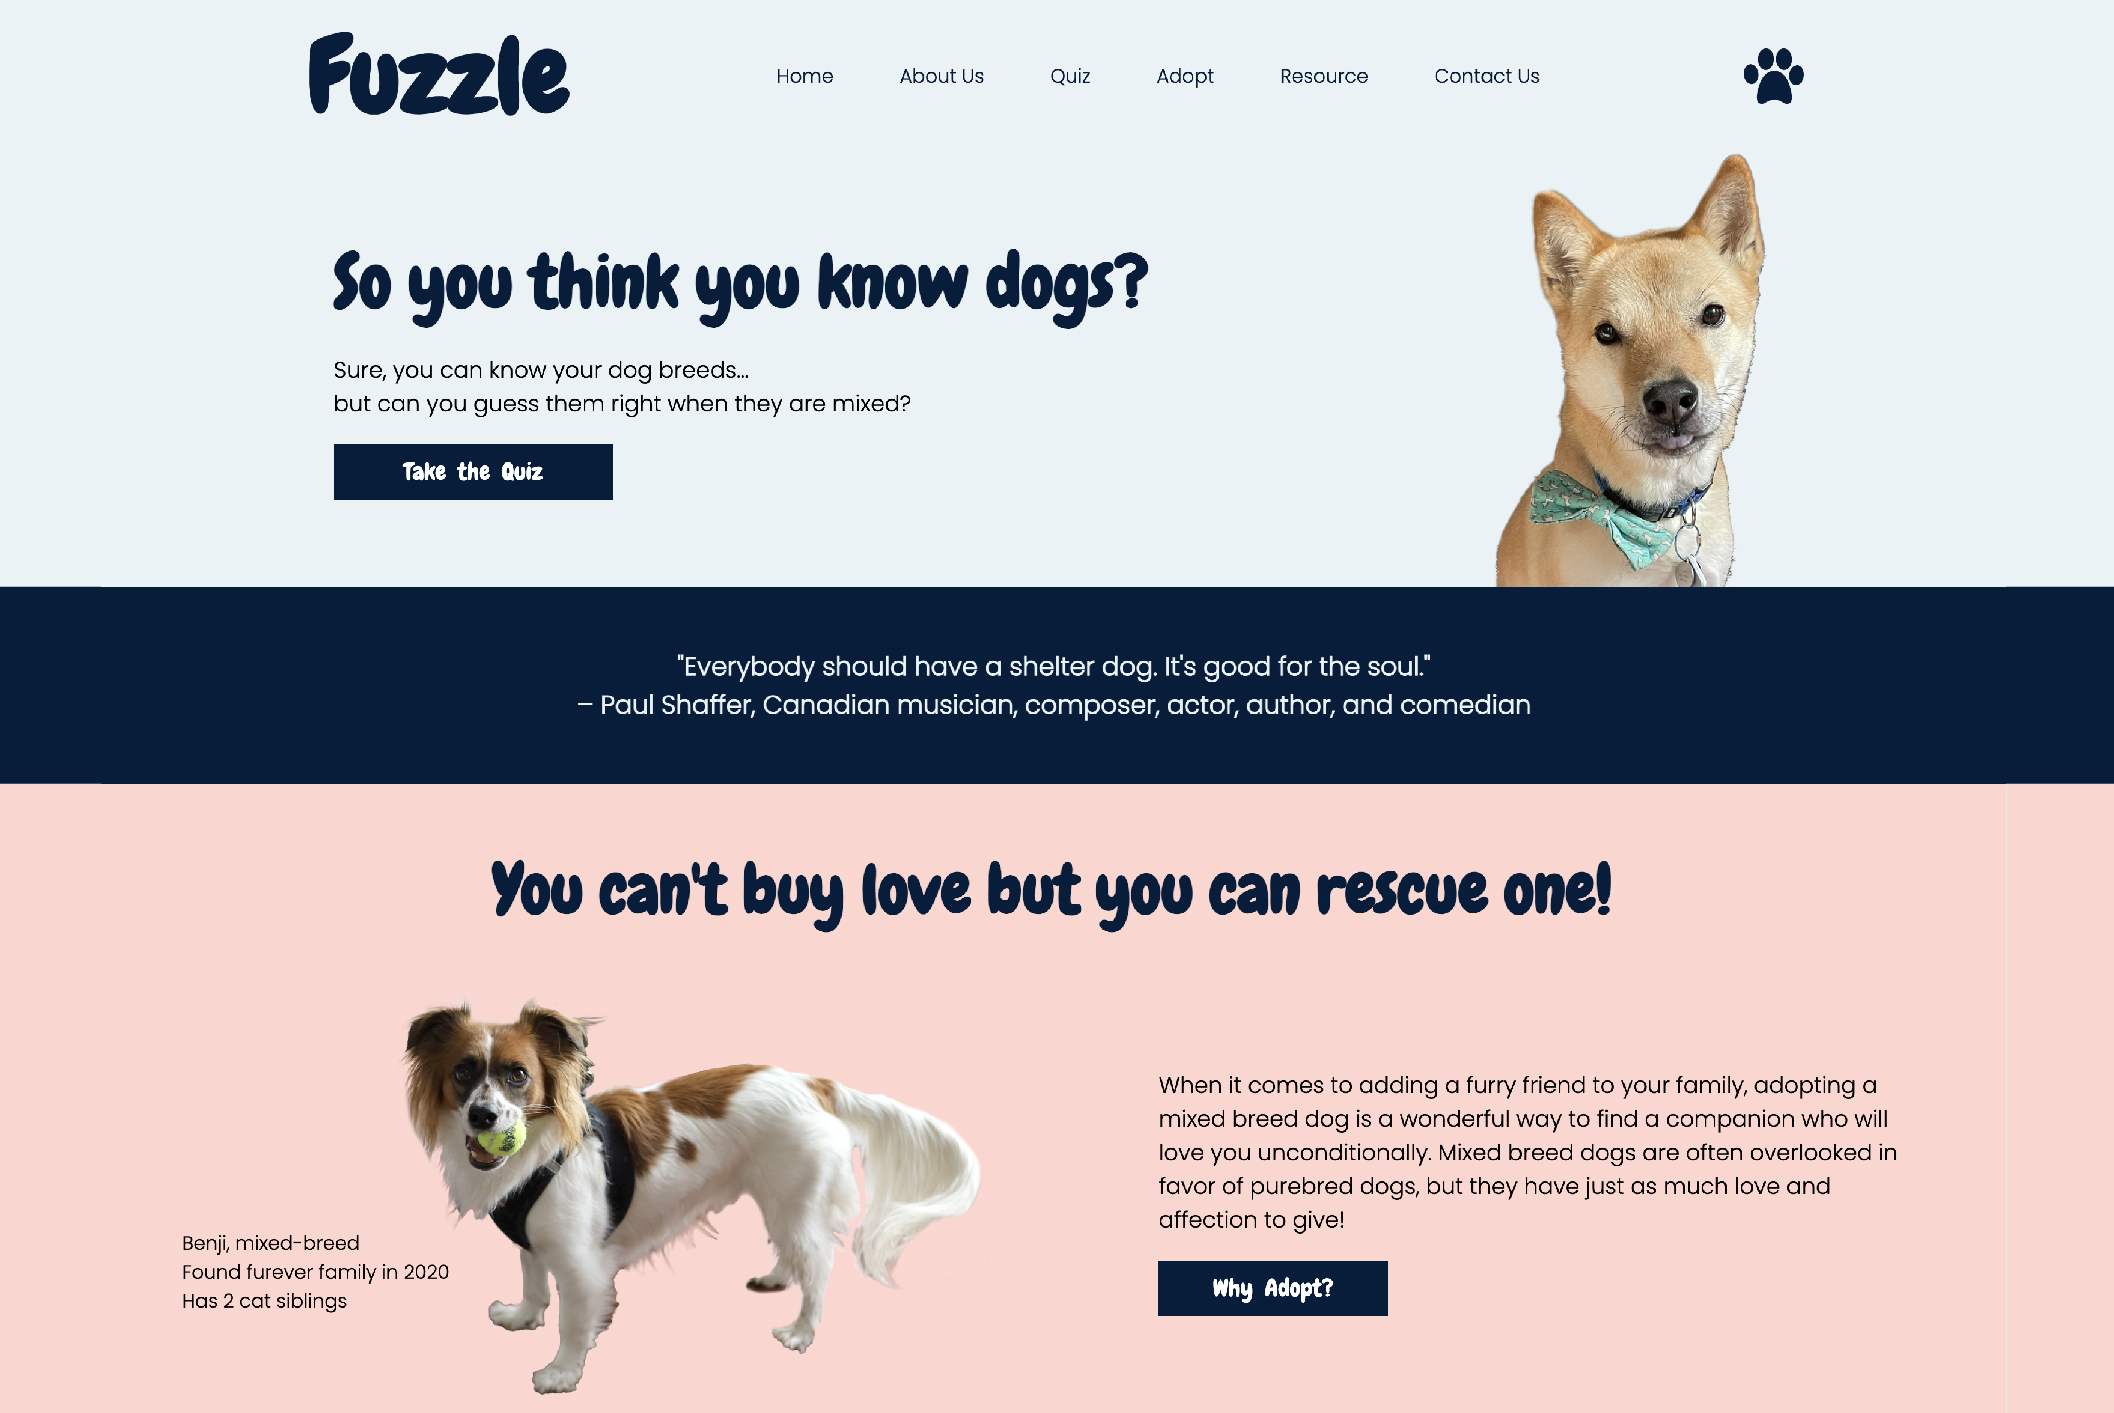 Fuzzle
Home
About Us
Quiz
Adopt
Resource
Contact Us
So you think you know dogs?
Sure, you can know your dog breeds...
but can you guess them right when they are mixed?
Take the Quiz
"Everybody should have a shelter dog. It's good for the soul."
– Paul Shaffer, Canadian musician, composer, actor, author, and comedian
You can't buy love but you can rescue one!
Benji, mixed-breed
Found furever family in 2020
Has 2 cat siblings
When it comes to adding a furry friend to your family, adopting a
mixed breed dog is a wonderful way to find a companion who will
love you unconditionally. Mixed breed dogs are often overlooked in
favor of purebred dogs, but they have just as much love and
affection to give!
Why Adopt?